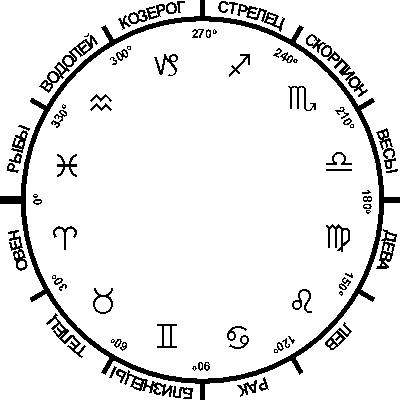 КОЗЕРОГ
СТРЕЛЕЦ
СКОРПИОН
ВЕСЫ
ДЕВА
ЛЕВ
РАК
БЛИЗНЕЦЫ
ТЕЛЕЦ
ОВЕН
РЫБЫ
ВОДОЛЕЙ
270°
240°
210°
180°
150°
120°
90°
60°
30°
0°
330°
300°
♑
♐
♏
♎
♍
♌
♋
♊
♉
♈
♓
♒